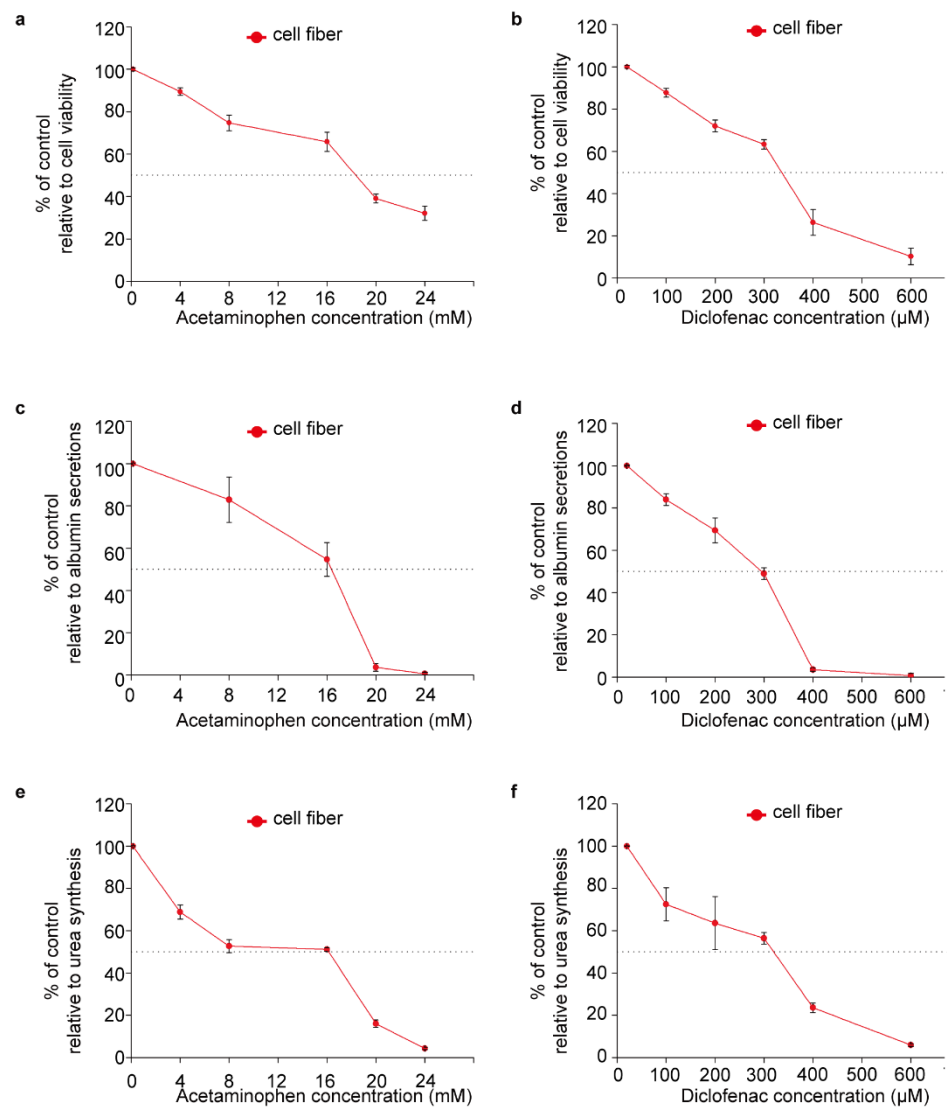 a
cell fiber
% of control
relative to cell viability
120
100
80
60
40
20
0
0 4 8 12 16 20 24
Acetaminophen concentration (mM)
b
cell fiber
% of control
relative to cell viability
120
100
80
60
40
20
0
0 100 200 300 400 500 600
Diclofenac concentration (µM)
c
cell fiber
% of control
relative to albumin secretions
120
100
80
60
40
20
0
0 4 8 12 16 20 24
Acetaminophen concentration (mM)
d
cell fiber
% of control
relative to albumin secretions
120
100
80
60
40
20
0
0 100 200 300 400 500 600
Diclofenac concentration (µM)
e
cell fiber
% of control
relative to urea synthesis
120
100
80
60
40
20
0
0 4 8 12 16 20 24
Acetaminophen concentration (mM)
f
cell fiber
% of control
relative to urea synthesis
120
100
80
60
40
20
0
0 100 200 300 400 500 600
Diclofenac concentration (µM)